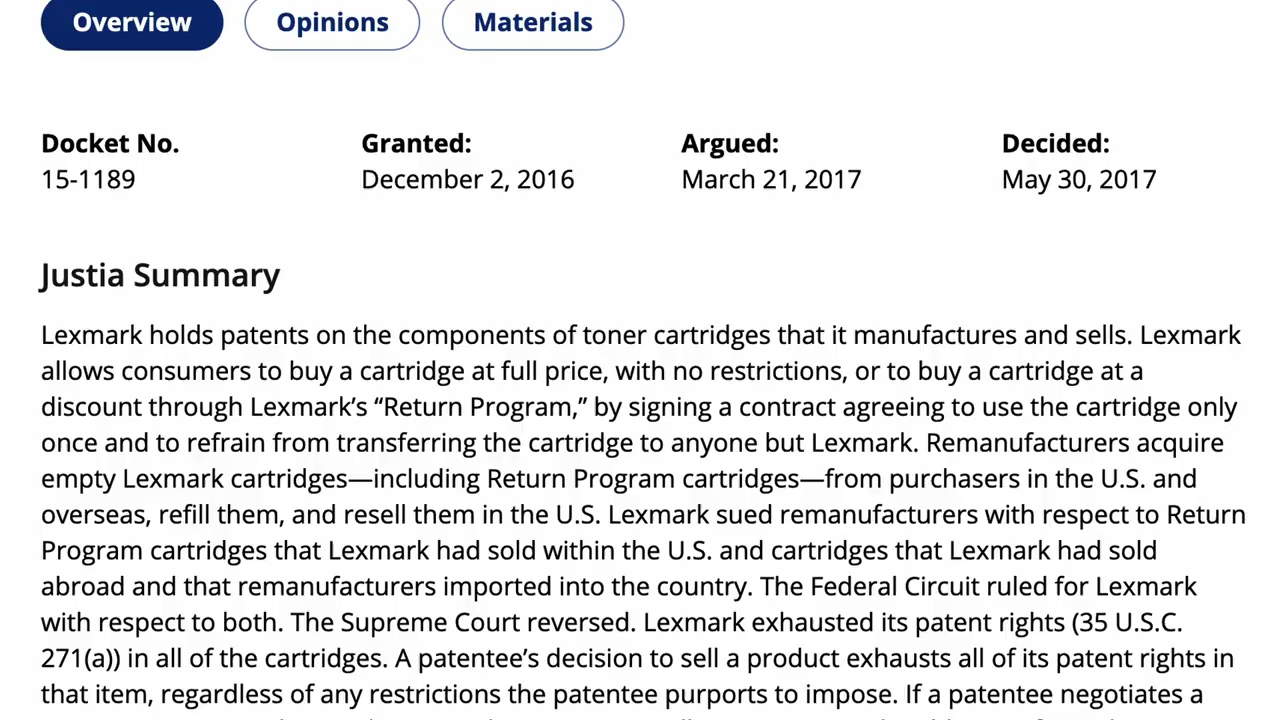 Overview Opinions Materials
Docket No. Granted: Argued: Decided:
15-1189 December 2, 2016 March 21, 2017 May 30, 2017
Justia Summary
Lexmark holds patents on the components of toner cartridges that it manufactures and sells. Lexmark
allows consumers to buy a cartridge at full price, with no restrictions, or to buy a cartridge at a
discount through Lexmark’s “Return Program,” by signing a contract agreeing to use the cartridge only
once and to refrain from transferring the cartridge to anyone but Lexmark. Remanufacturers acquire
empty Lexmark cartridges—including Return Program cartridges—from purchasers in the U.S. and
overseas, refill them, and resell them in the U.S. Lexmark sued remanufacturers with respect to Return
Program cartridges that Lexmark had sold within the U.S. and cartridges that Lexmark had sold
abroad and that remanufacturers imported into the country. The Federal Circuit ruled for Lexmark
with respect to both. The Supreme Court reversed. Lexmark exhausted its patent rights (35 U.S.C.
271(a)) in all of the cartridges. A patentee’s decision to sell a product exhausts all of its patent rights in
that item, regardless of any restrictions the patentee purports to impose. If a patentee negotiates a